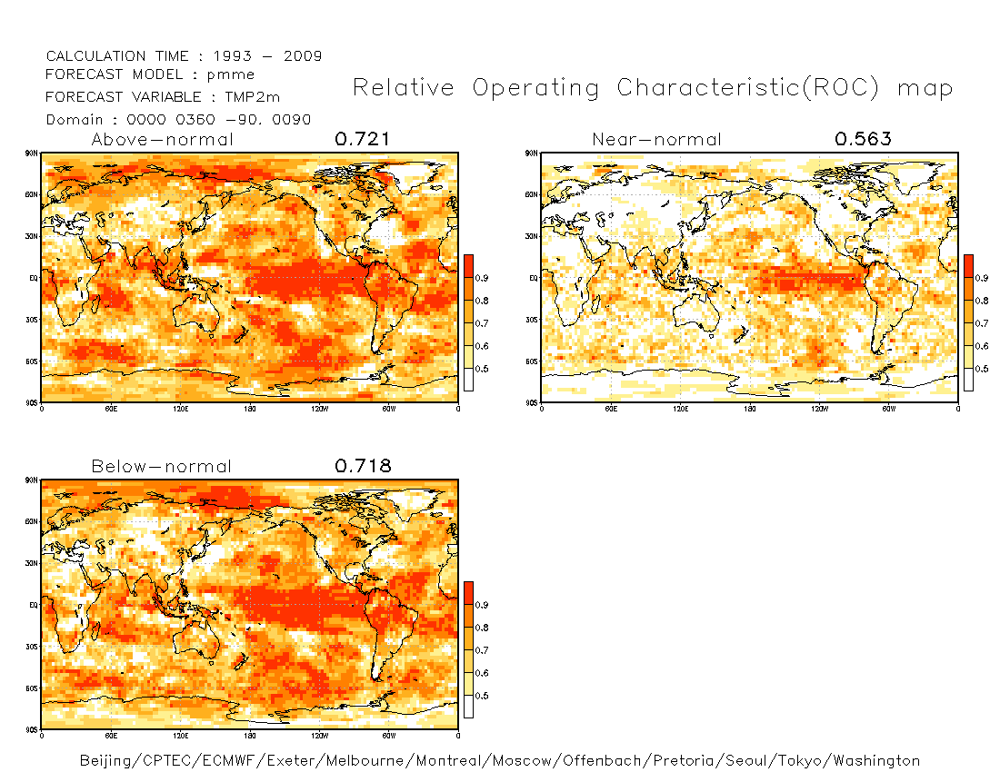 CALCULATION TIME : 1993 - 2009
FORECAST MODEL : pmme
FORECAST VARIABLE : TMP2m
Domain : 0000 0360 -90. 0090
Relative Operating Characteristic(ROC) map
Above-normal 0.721
90N
60N
30N
EQ
30S
60S
90S
0 60E 120E 180 120W 60W 0
0.9
0.8
0.7
0.6
0.5
Near-normal 0.563
90N
60N
30N
EQ
30S
60S
90S
0 60E 120E 180 120W 60W 0
0.9
0.8
0.7
0.6
0.5
Below-normal 0.718
90N
60N
30N
EQ
30S
60S
90S
0 60E 120E 180 120W 60W 0
0.9
0.8
0.7
0.6
0.5
Beijing/CPTEC/ECMWF/Exeter/Melbourne/Montreal/Moscow/Offenbach/Pretoria/Seoul/Tokyo/Washington